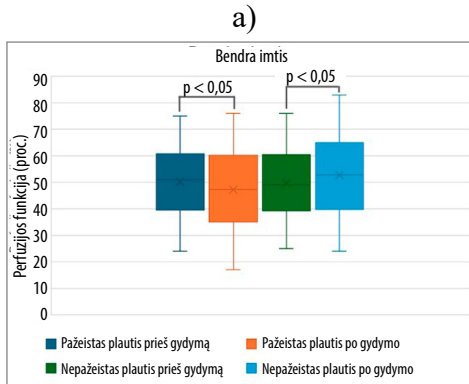 a)
Bendra imtis
p < 0,05
p < 0,05
Perfuzijos funkcija (proc.)
90
80
70
60
50
40
30
20
10
0
Pažeistas plautis prieš gydymą
Pažeistas plautis po gydymo
Nepažeistas plautis prieš gydymą
Nepažeistas plautis po gydymo